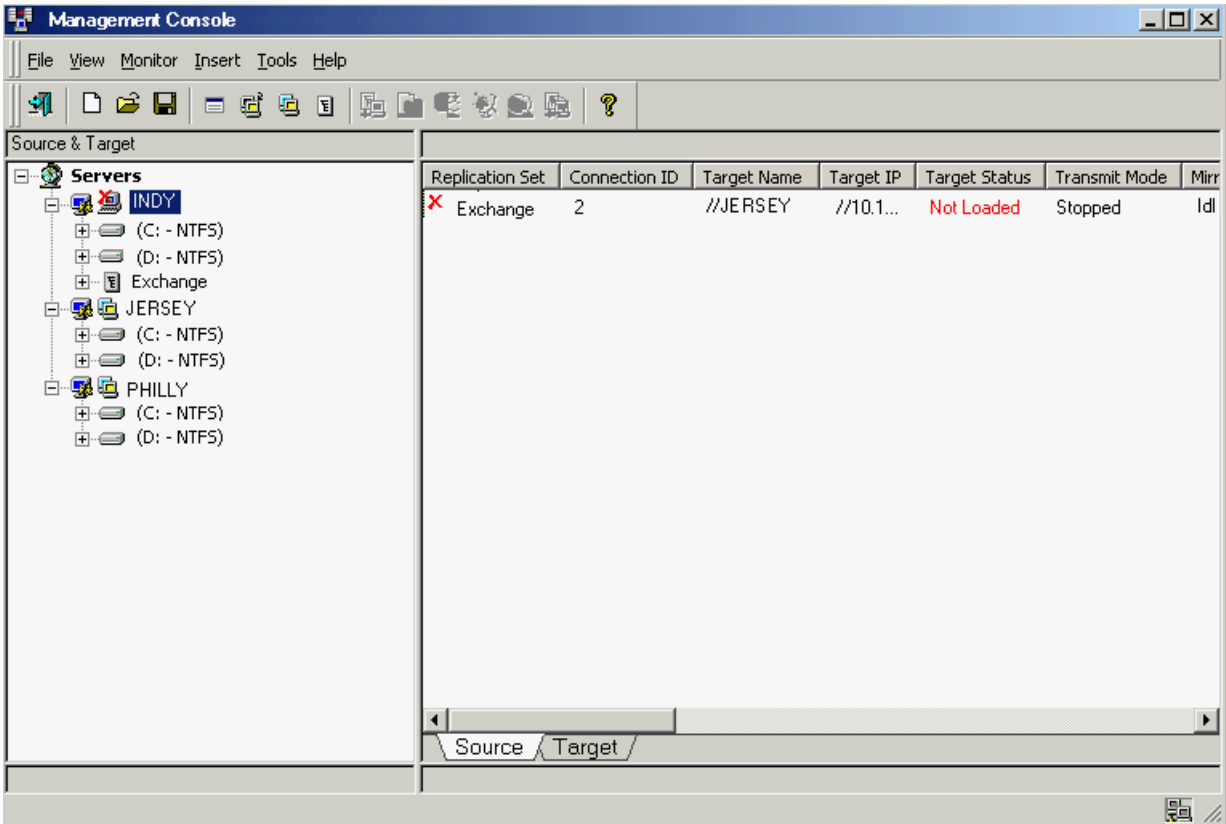 Management Console
File View Monitor Insert Tools Help
Source & Target
Servers
INDY
(C: - NTFS)
(D: - NTFS)
Exchange
JERSEY
(C: - NTFS)
(D: - NTFS)
PHILLY
(C: - NTFS)
(D: - NTFS)
Replication Set Connection ID Target Name Target IP Target Status Transmit Mode Mirr
Exchange 2 //JERSEY //10.1... Not Loaded Stopped Idl
Source Target